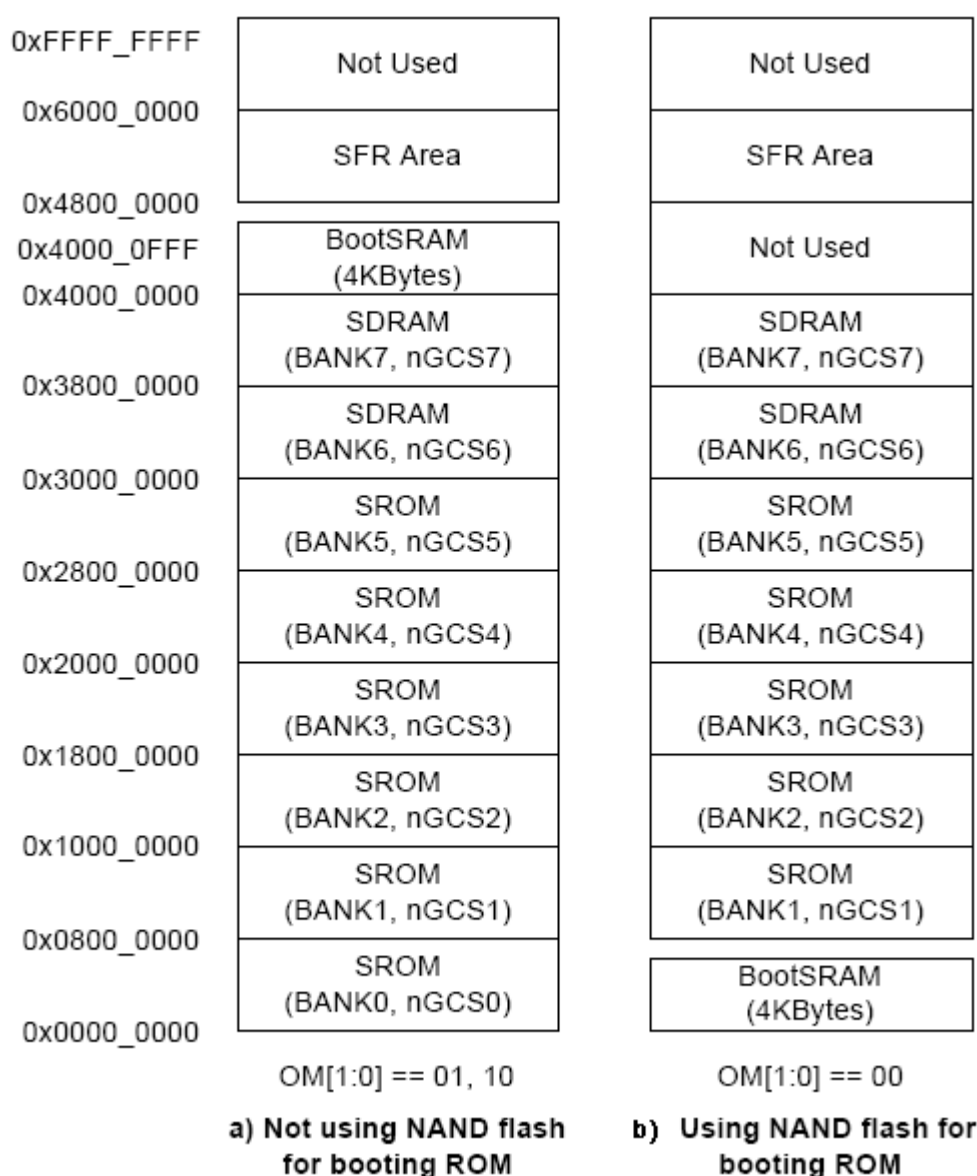 0xFFFF_FFFF
0x6000_0000
0x4800_0000
0x4000_0FFF
0x4000_0000
0x3800_0000
0x3000_0000
0x2800_0000
0x2000_0000
0x1800_0000
0x1000_0000
0x0800_0000
0x0000_0000
Not Used
SFR Area
BootSRAM
(4KBytes)
SDRAM
(BANK7, nGCS7)
SDRAM
(BANK6, nGCS6)
SROM
(BANK5, nGCS5)
SROM
(BANK4, nGCS4)
SROM
(BANK3, nGCS3)
SROM
(BANK2, nGCS2)
SROM
(BANK1, nGCS1)
SROM
(BANK0, nGCS0)
OM[1:0] == 01, 10
a) Not using NAND flash
for booting ROM
Not Used
SFR Area
Not Used
SDRAM
(BANK7, nGCS7)
SDRAM
(BANK6, nGCS6)
SROM
(BANK5, nGCS5)
SROM
(BANK4, nGCS4)
SROM
(BANK3, nGCS3)
SROM
(BANK2, nGCS2)
SROM
(BANK1, nGCS1)
BootSRAM
(4KBytes)
OM[1:0] == 00
b) Using NAND flash for
booting ROM